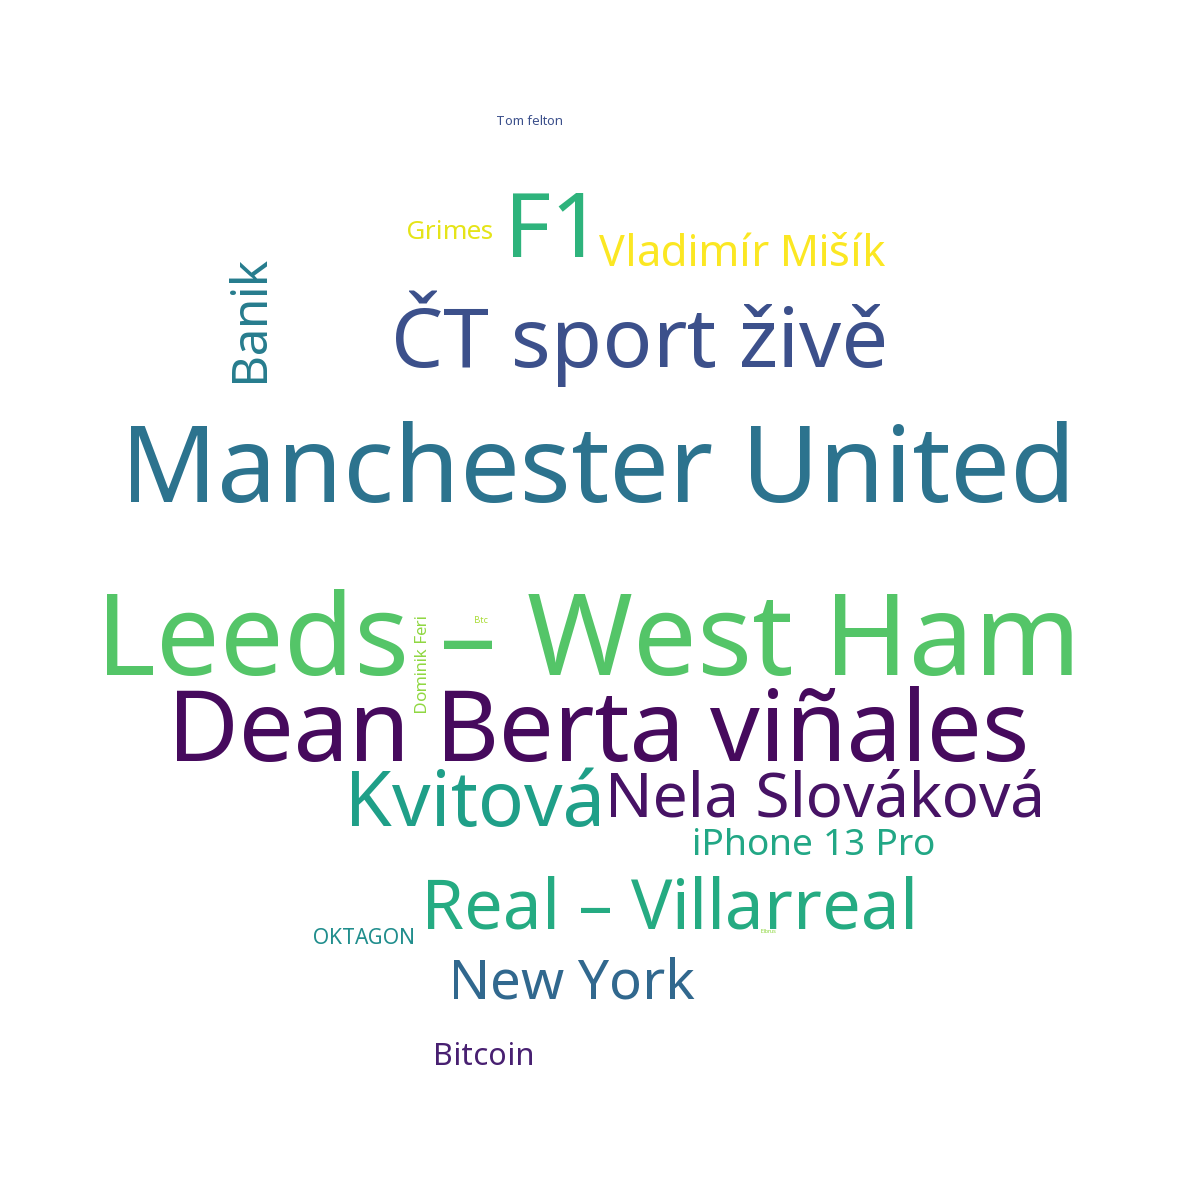 Tom felton
F1
Grimes
Vladimír Mišík
Banik
ČT sport živě
Manchester United
Leeds – West Ham
Btc
Dominik Feri
Dean Berta viñales
Kvitová
Nela Slováková
iPhone 13 Pro
Real – Villarreal
OKTAGON
New York
Bitcoin